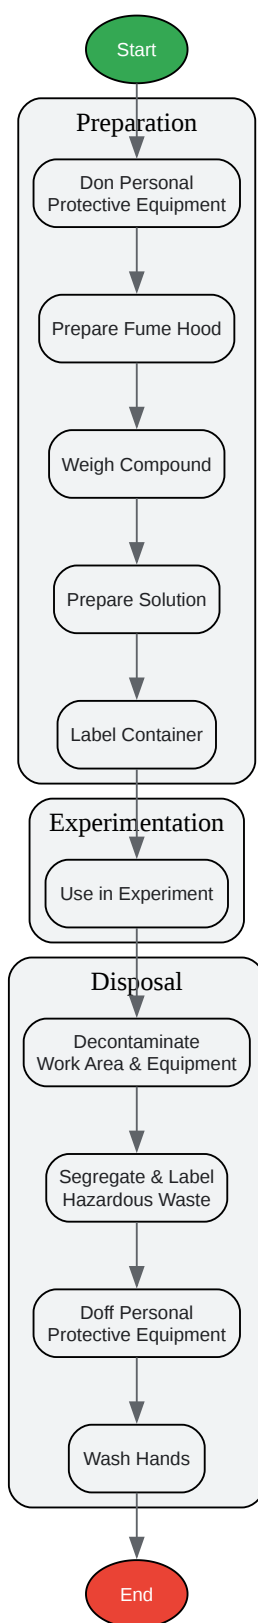 Start
Preparation
Don Personal
Protective Equipment
Prepare Fume Hood
Weigh Compound
Prepare Solution
Label Container
Experimentation
Use in Experiment
Disposal
Decontaminate
Work Area & Equipment
Segregate & Label
Hazardous Waste
Doff Personal
Protective Equipment
Wash Hands
End